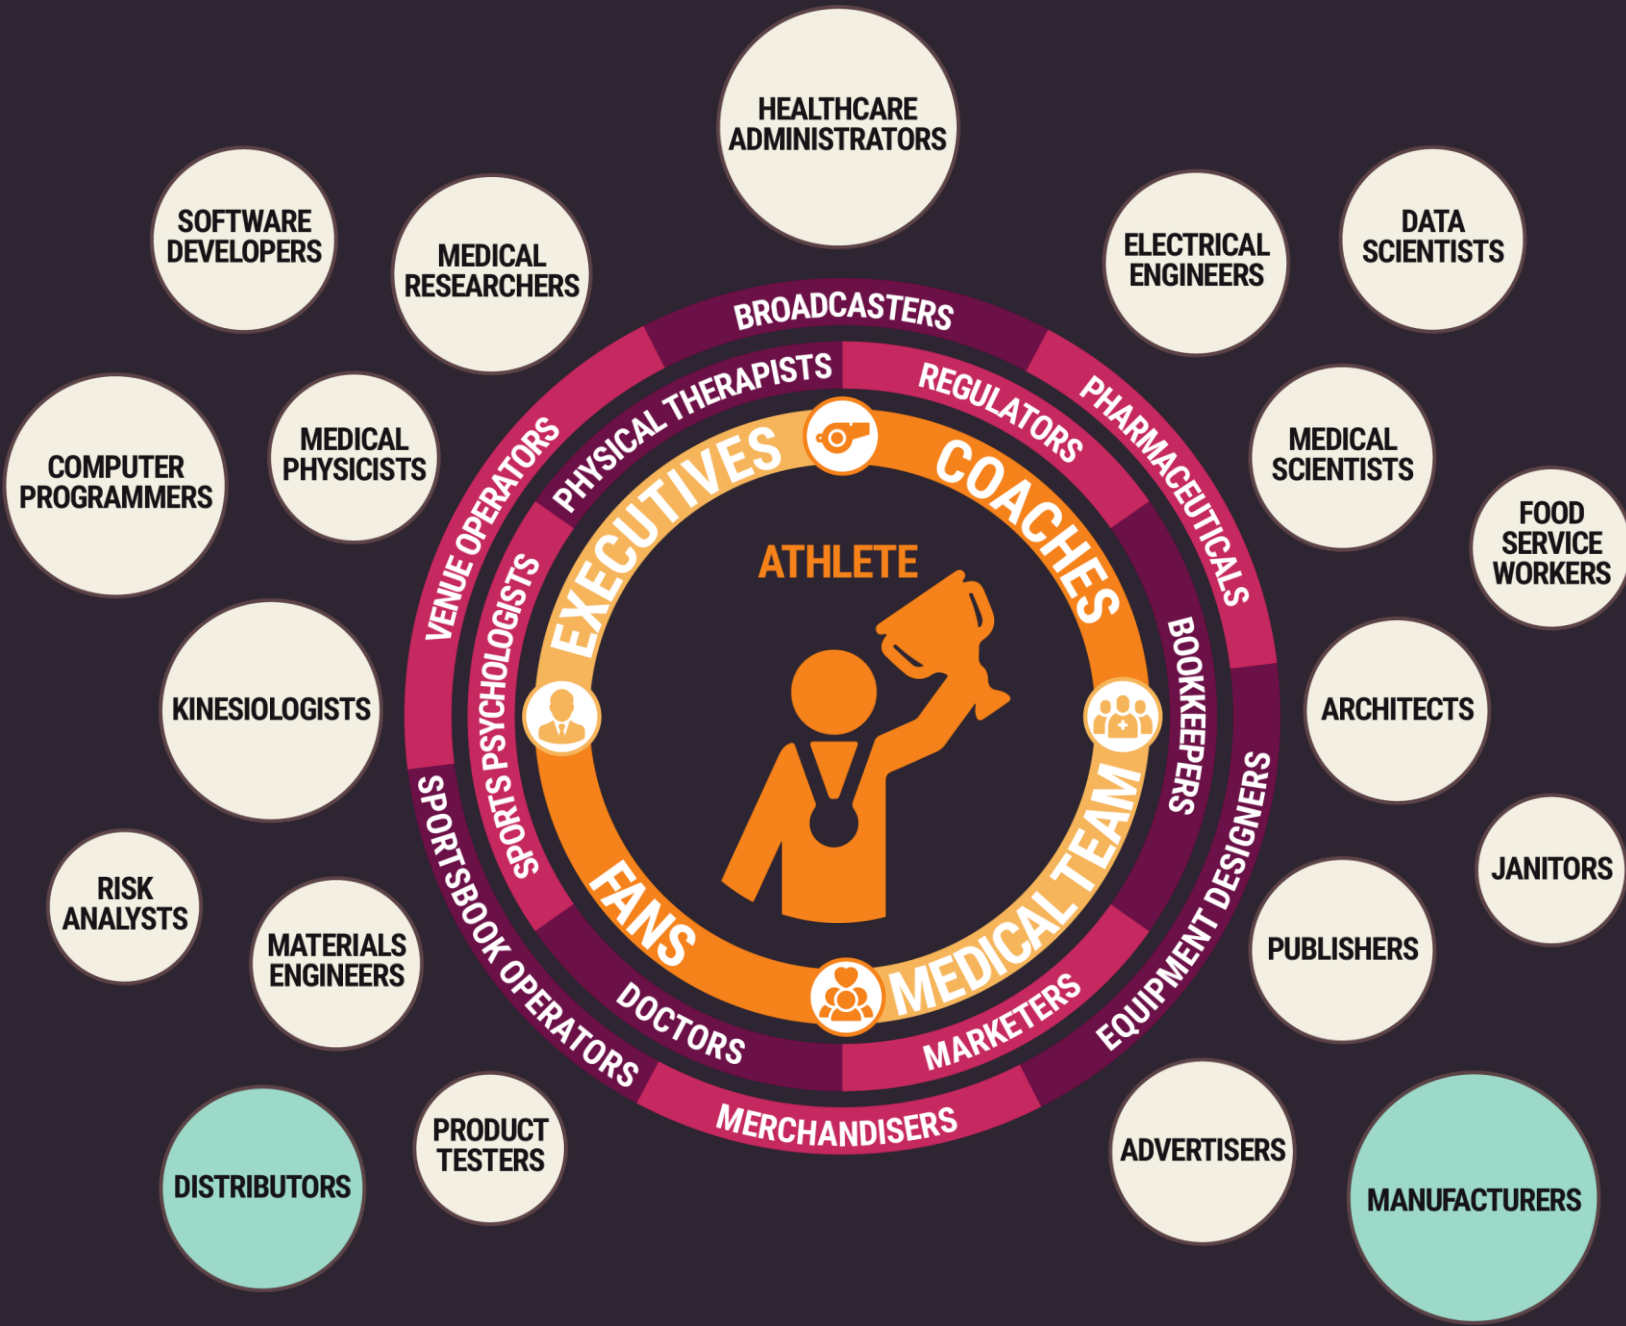 HEALTHCARE
ADMINISTRATORS
SOFTWARE
DEVELOPERS
MEDICAL
RESEARCHERS
ELECTRICAL
ENGINEERS
DATA
SCIENTISTS
BROADCASTERS
PHYSICAL THERAPISTS
REGULATORS
PHARMACEUTICALS
COMPUTER
PROGRAMMERS
MEDICAL
PHYSICISTS
VENUE OPERATORS
EXECUTIVES
COACHES
MEDICAL
SCIENTISTS
FOOD
SERVICE
WORKERS
ATHLETE
KINESIOLOGISTS
SPORTS PSYCHOLOGISTS
BOOKKEEPERS
ARCHITECTS
RISK
ANALYSTS
MATERIALS
ENGINEERS
SPORTSBOOK OPERATORS
FANS
MEDICAL TEAM
EQUIPMENT DESIGNERS
PUBLISHERS
JANITORS
DOCTORS
MARKETERS
MERCHANDISERS
DISTRIBUTORS
PRODUCT
TESTERS
ADVERTISERS
MANUFACTURERS